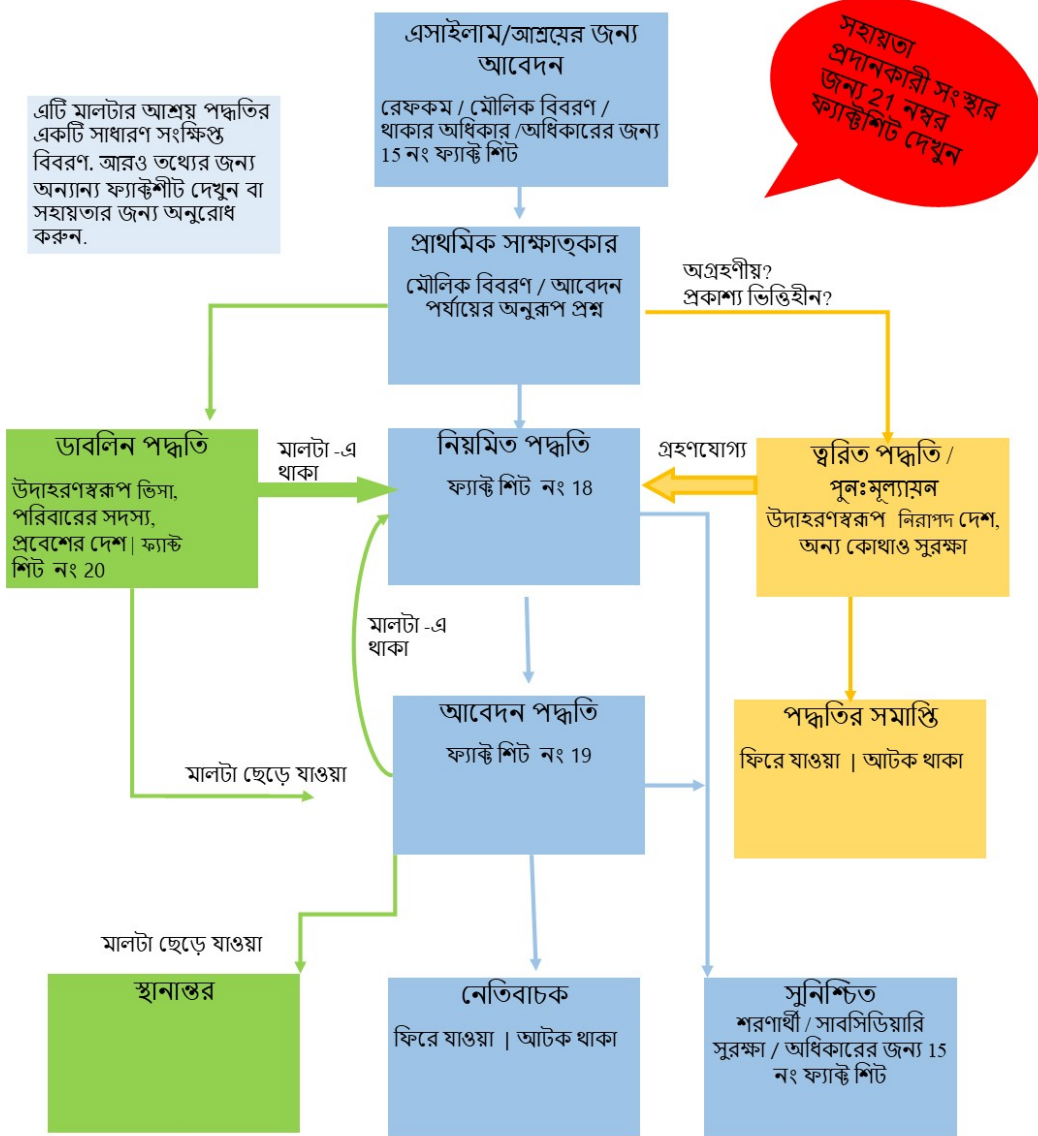 এসাইলাম/আশ্রয়ের জন্য
আবেদন
রেফকম / মৌলিক বিবরণ /
থাকার অধিকার /অধিকারের জন্য
15 নং ফ্যাক্ট শিট
সহায়তা
প্রদানকারী সংস্থার
জন্য 21 নম্বর
ফ্যাক্টশিট দেখুন
এটি মালটার আশ্রয় পদ্ধতির
একটি সাধারণ সংক্ষিপ্ত
বিবরণ. আরও তথ্যের জন্য
অন্যান্য ফ্যাক্টশীট দেখুন বা
সহায়তার জন্য অনুরোধ
করুন.
প্রাথমিক সাক্ষাত্কার
মৌলিক বিবরণ / আবেদন
পর্যায়ের অনুরূপ প্রশ্ন
অগ্রহণীয়?
প্রকাশ্য ভিত্তিহীন?
ডাবলিন পদ্ধতি
উদাহরণস্বরূপ ভিসা,
পরিবারের সদস্য,
প্রবেশের দেশ| ফ্যাক্ট
শিট নং 20
মালটা -এ
থাকা
নিয়মিত পদ্ধতি
ফ্যাক্ট শিট নং 18
গ্রহণযোগ্য
ত্বরিত পদ্ধতি /
পুনঃমূল্যায়ন
উদাহরণস্বরূপ নিরাপদ দেশ,
অন্য কোথাও সুরক্ষা
মালটা -এ
থাকা
আবেদন পদ্ধতি
ফ্যাক্ট শিট নং 19
পদ্ধতির সমাপ্তি
ফিরে যাওয়া | আটক থাকা
মালটা ছেড়ে যাওয়া
মালটা ছেড়ে যাওয়া
স্থানান্তর
নেতিবাচক
ফিরে যাওয়া | আটক থাকা
সুনিশ্চিত
শরণার্থী / সাবসিডিয়ারি
সুরক্ষা / অধিকারের জন্য 15
নং ফ্যাক্ট শিট